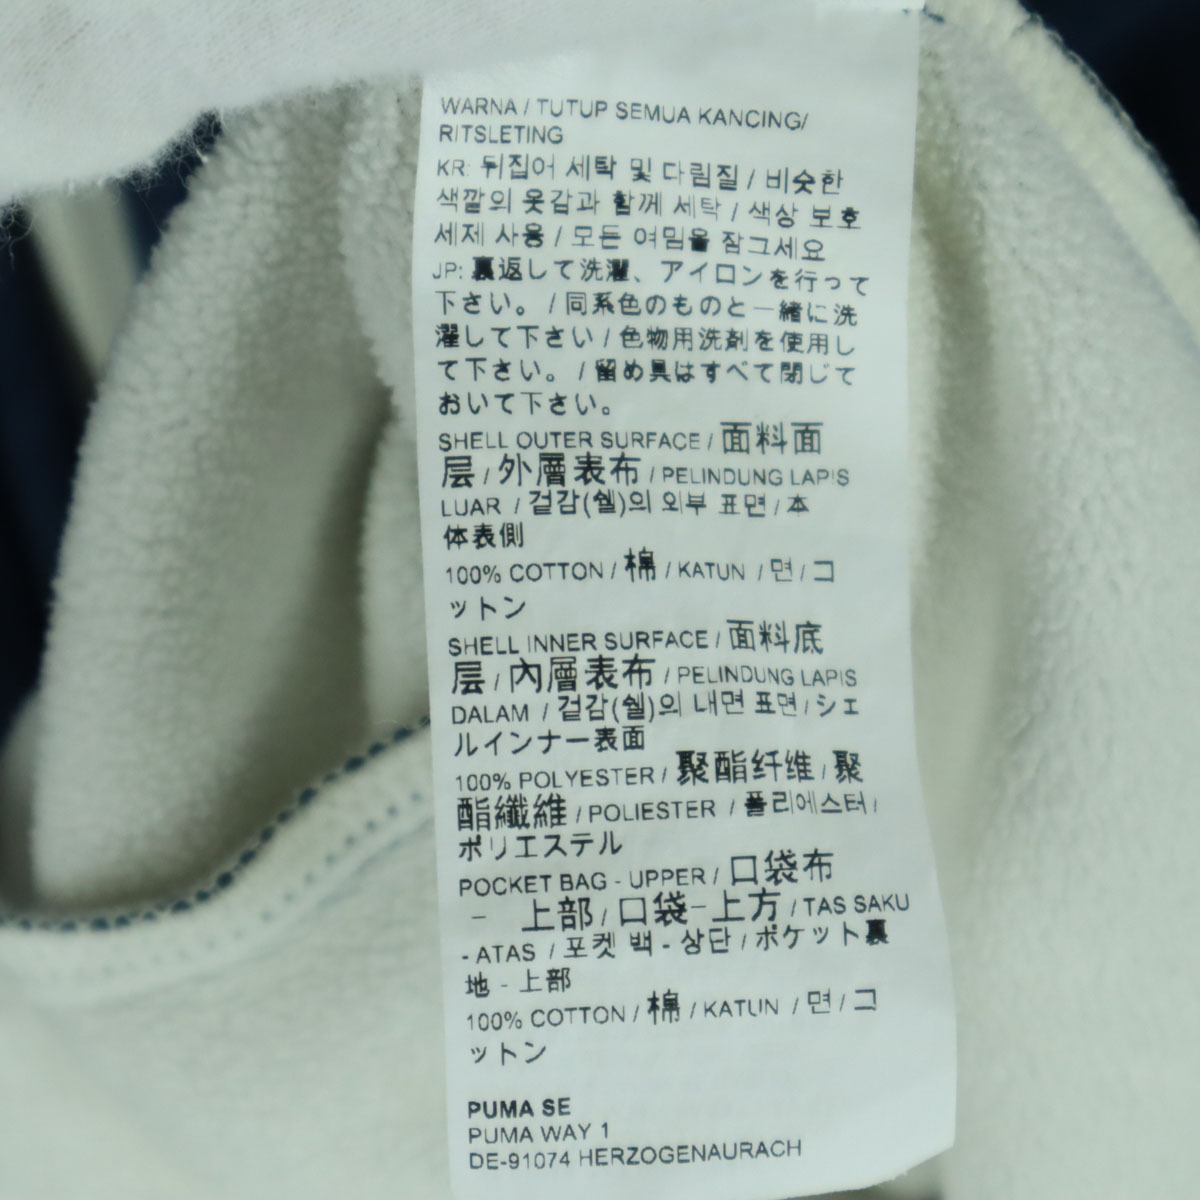 WARNA / TUTUP SEMUA KANCING/
RITSLETING
KR: 뒤집어 세탁 및 다림질 / 비슷한
색깔의 옷감과 함께 세탁 / 색상 보호
세제 사용 / 모든 여밈을 잠그세요
JP: 裏返して洗濯、アイロンを行って
下さい。 / 同系色のものと一緒に洗
濯して下さい / 色物用洗剤を使用し
て下さい。 / 留め具はすべて閉じて
おいて下さい。
SHELL OUTER SURFACE / 面料面
层 / 外層表布 / PELINDUNG LAPIS
LUAR / 겉감(쉘)의 외부 표면 / 本
体表側
100% COTTON / 棉 / KATUN / 면 / コ
ットン
SHELL INNER SURFACE / 面料底
层 / 內層表布 / PELINDUNG LAPIS
DALAM / 겉감(쉘)의 내면 표면 / シェ
ルインナー表面
100% POLYESTER / 聚酯纤维 / 聚
酯纖維 / POLIESTER / 폴리에스터 /
ポリエステル
POCKET BAG - UPPER / 口袋布
- 上部 / 口袋-上方 / TAS SAKU
- ATAS / 포켓 백 - 상단 / ポケット裏
地 - 上部
100% COTTON / 棉 / KATUN / 면 / コ
ットン
PUMA SE
PUMA WAY 1
DE-91074 HERZOGENAURACH